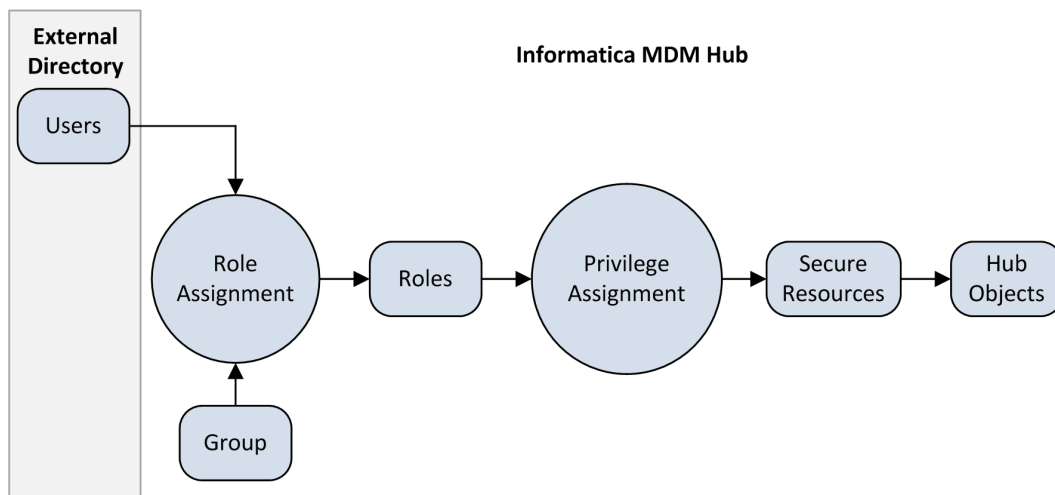 External
Directory
Informatica MDM Hub
Users
Role
Assignment
Roles
Privilege
Assignment
Secure
Resources
Hub
Objects
Group